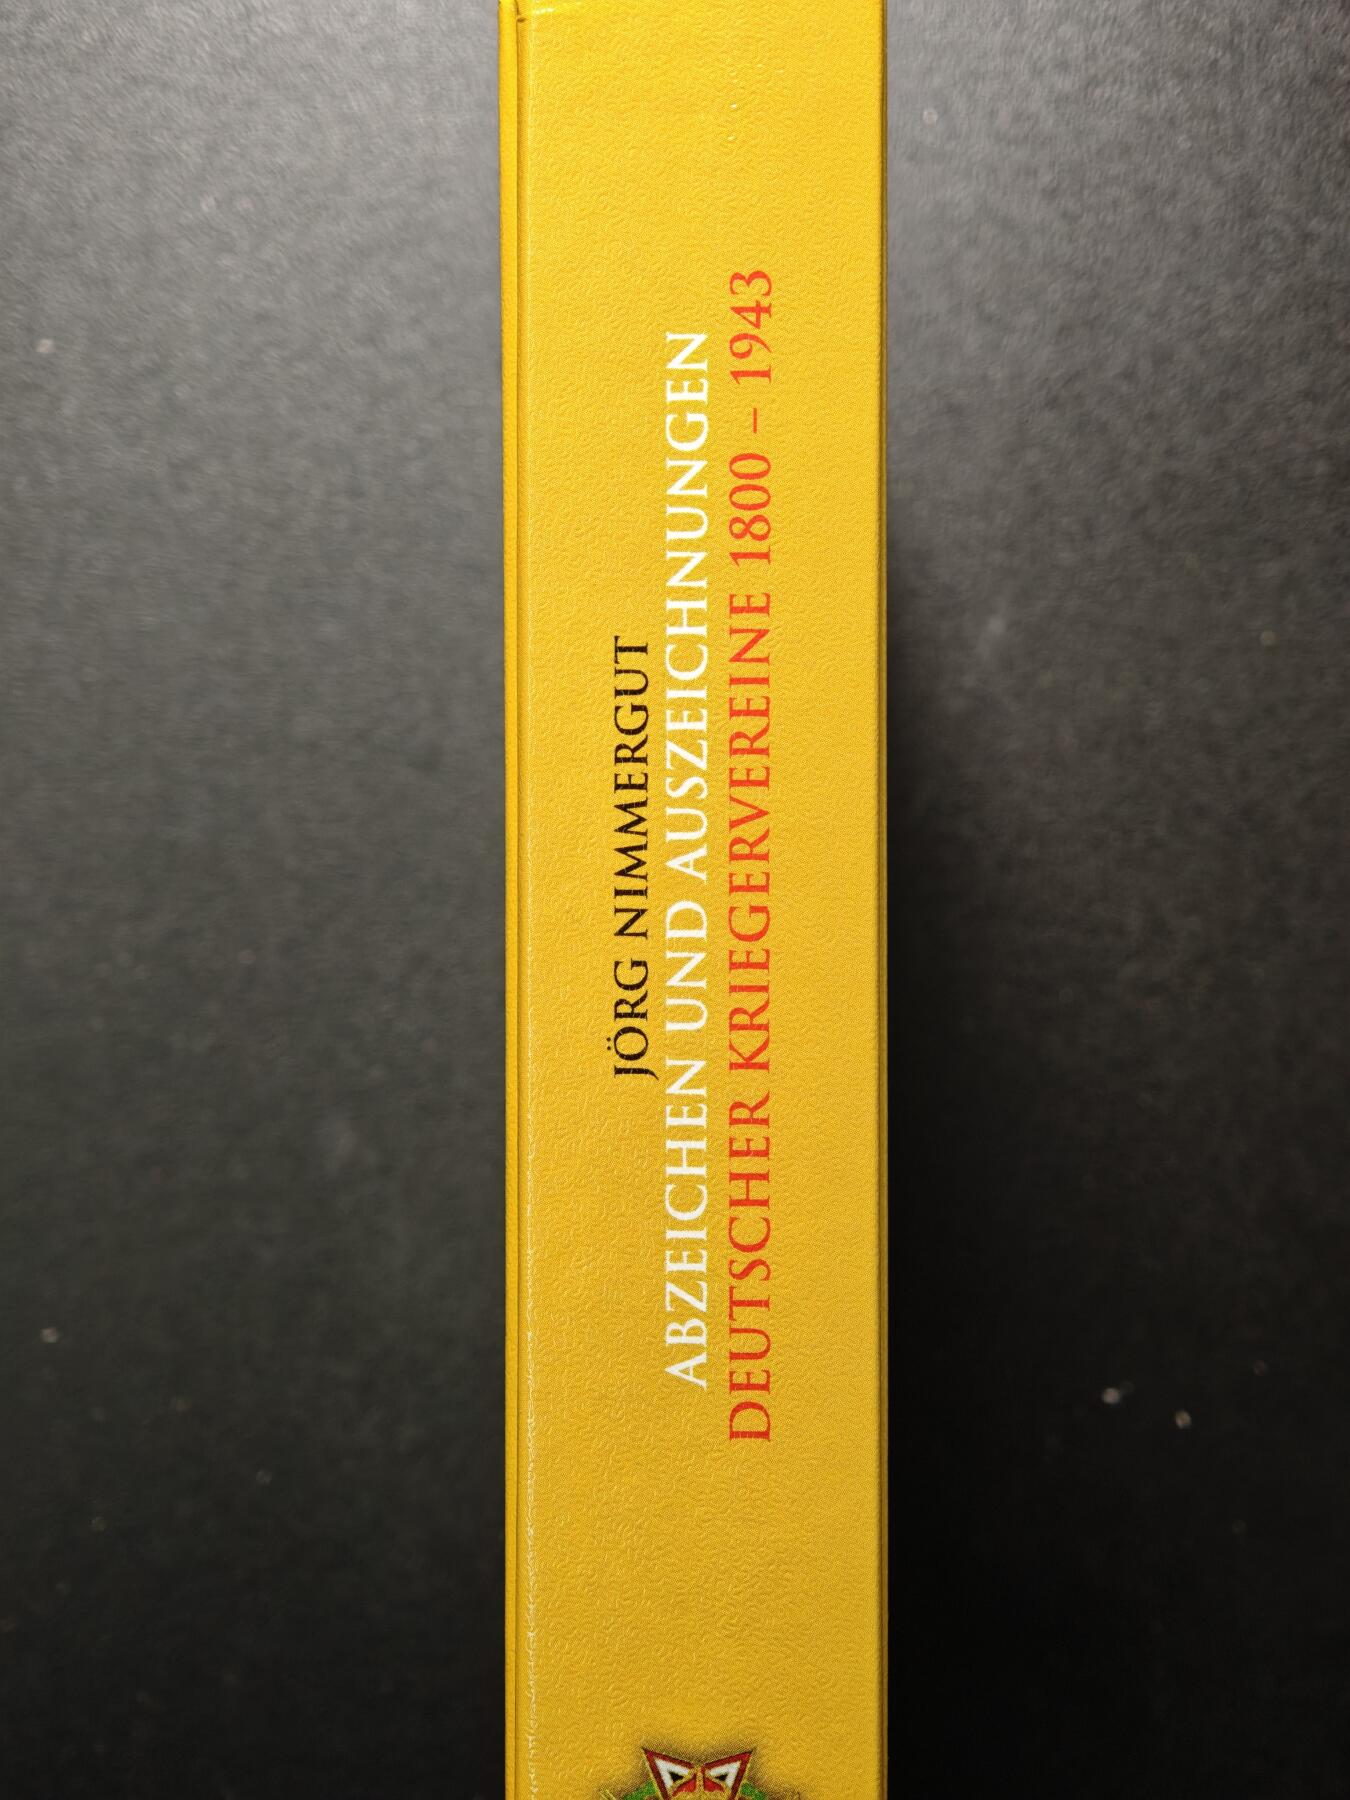 JÖRG NIMMERGUT
ABZEICHEN UND AUSZEICHNUNGEN
DEUTSCHER KRIEGERVEREINE 1800 – 1943